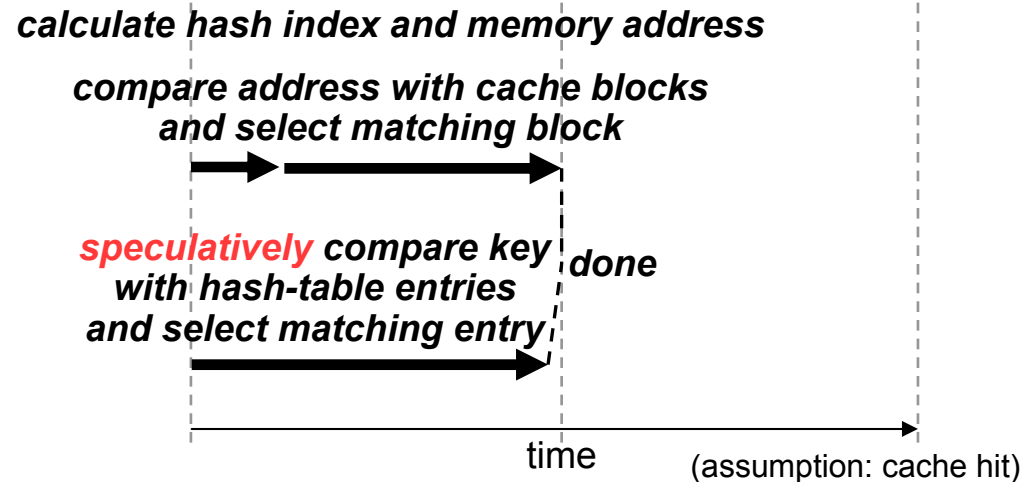 calculate hash index and memory address
compare address with cache blocks
and select matching block
speculatively compare key
with hash-table entries
and select matching entry
done
time
(assumption: cache hit)